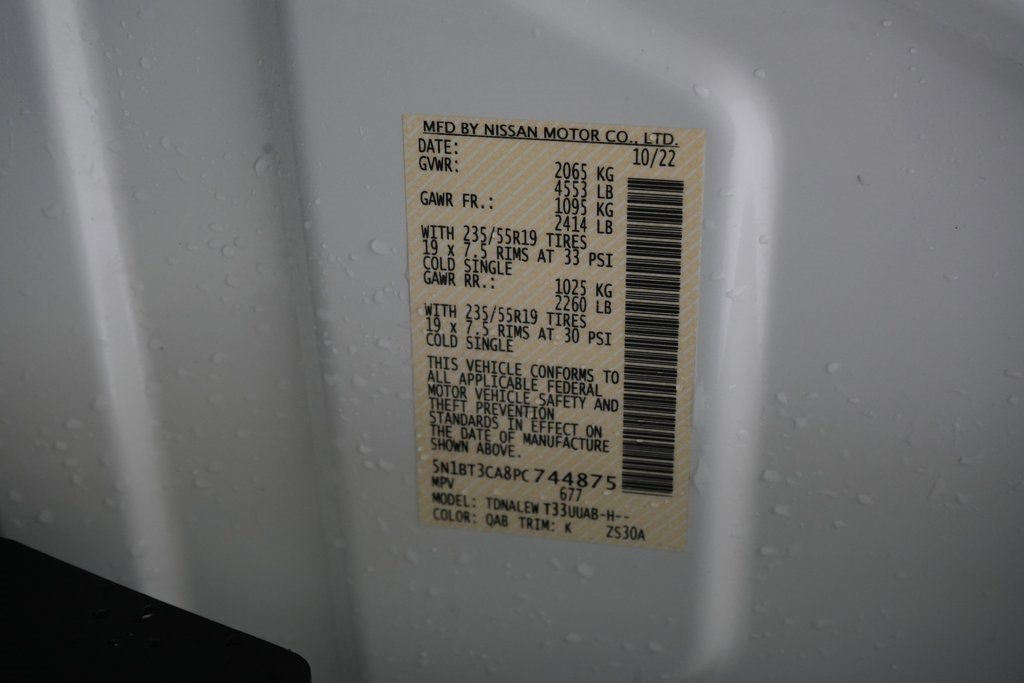 MFD BY NISSAN MOTOR CO., LTD.
DATE: 10/22
GVWR: 2065 KG
4553 LB
GAWR FR.: 1095 KG
2414 LB
WITH 235/55R19 TIRES
19 x 7.5 RIMS AT 33 PSI
COLD SINGLE
GAWR RR.: 1025 KG
2260 LB
WITH 235/55R19 TIRES
19 x 7.5 RIMS AT 30 PSI
COLD SINGLE
THIS VEHICLE CONFORMS TO
ALL APPLICABLE FEDERAL
MOTOR VEHICLE SAFETY AND
THEFT PREVENTION
STANDARDS IN EFFECT ON
THE DATE OF MANUFACTURE
SHOWN ABOVE.
5N1BT3CA8PC744875
MPV 677
MODEL: TDNALEW T33UUAB-H--
COLOR: QAB TRIM: K ZS30A